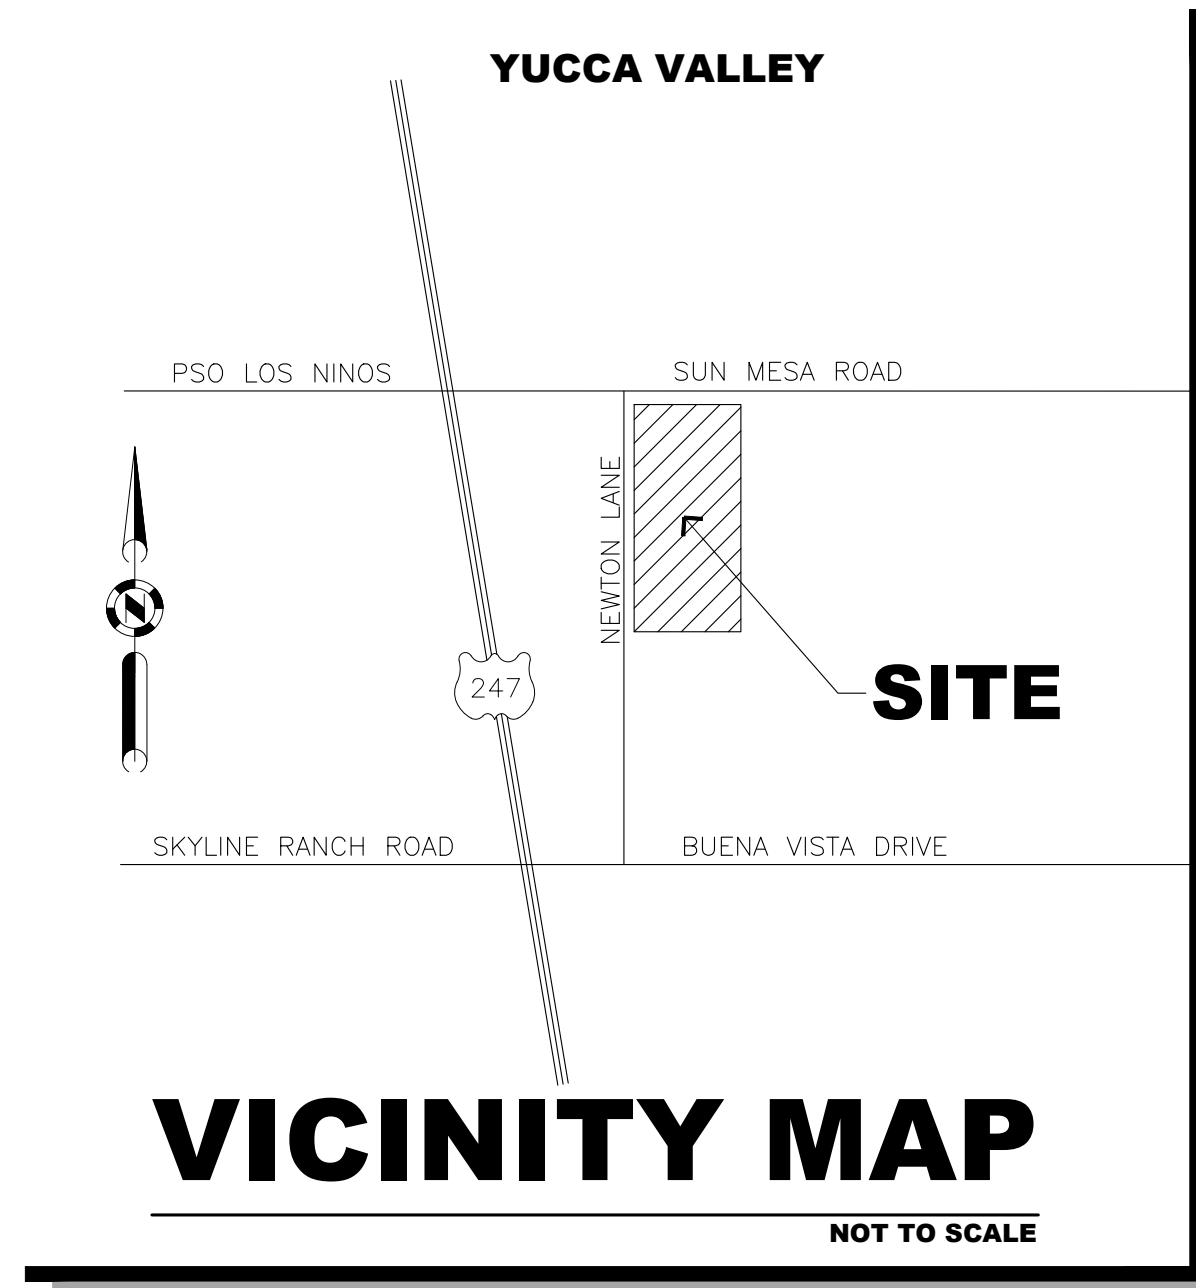 YUCCA VALLEY
PSO LOS NINOS
SUN MESA ROAD
NEWTON LANE
N
247
SITE
SKYLINE RANCH ROAD
BUENA VISTA DRIVE
VICINITY MAP
NOT TO SCALE